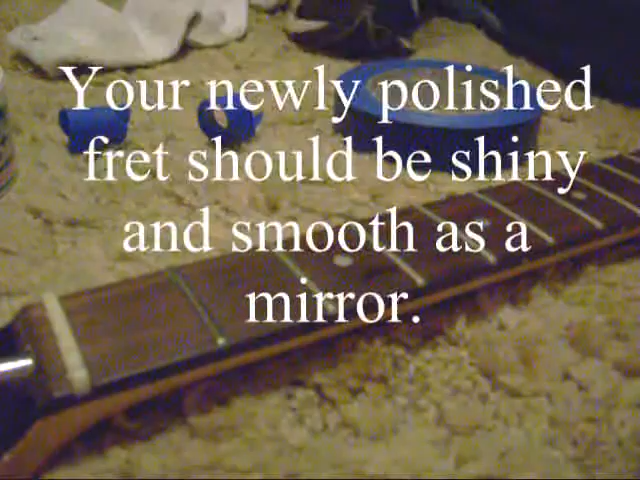 Your newly polished
fret should be shiny
and smooth as a
mirror.